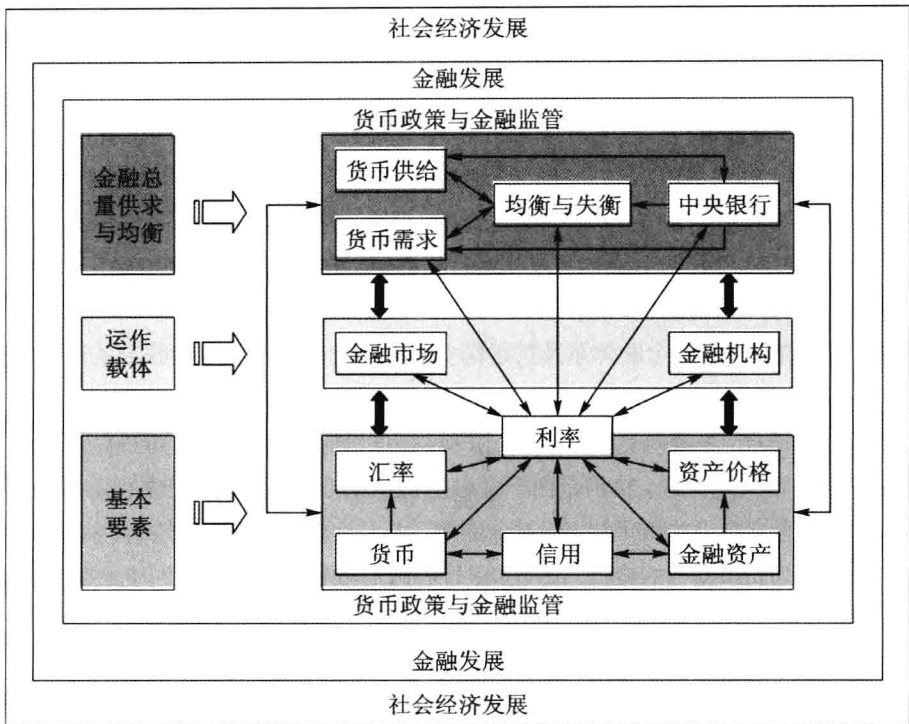 社会经济发展
金融发展
货币政策与金融监管
金融总
量供求
与均衡
货币供给
均衡与失衡
中央银行
货币需求
运作
载体
金融市场
金融机构
利率
基本
要素
汇率
资产价格
货币
信用
金融资产
货币政策与金融监管
金融发展
社会经济发展